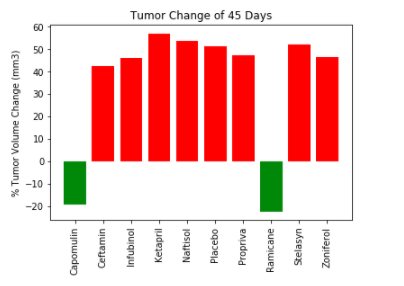 Tumor Change of 45 Days
% Tumor Volume Change (mm3)
60
50
40
30
20
10
0
−10
−20
Capomulin
Ceftamin
Infubinol
Ketapril
Naftisol
Placebo
Propriva
Ramicane
Stelasyn
Zoniferol